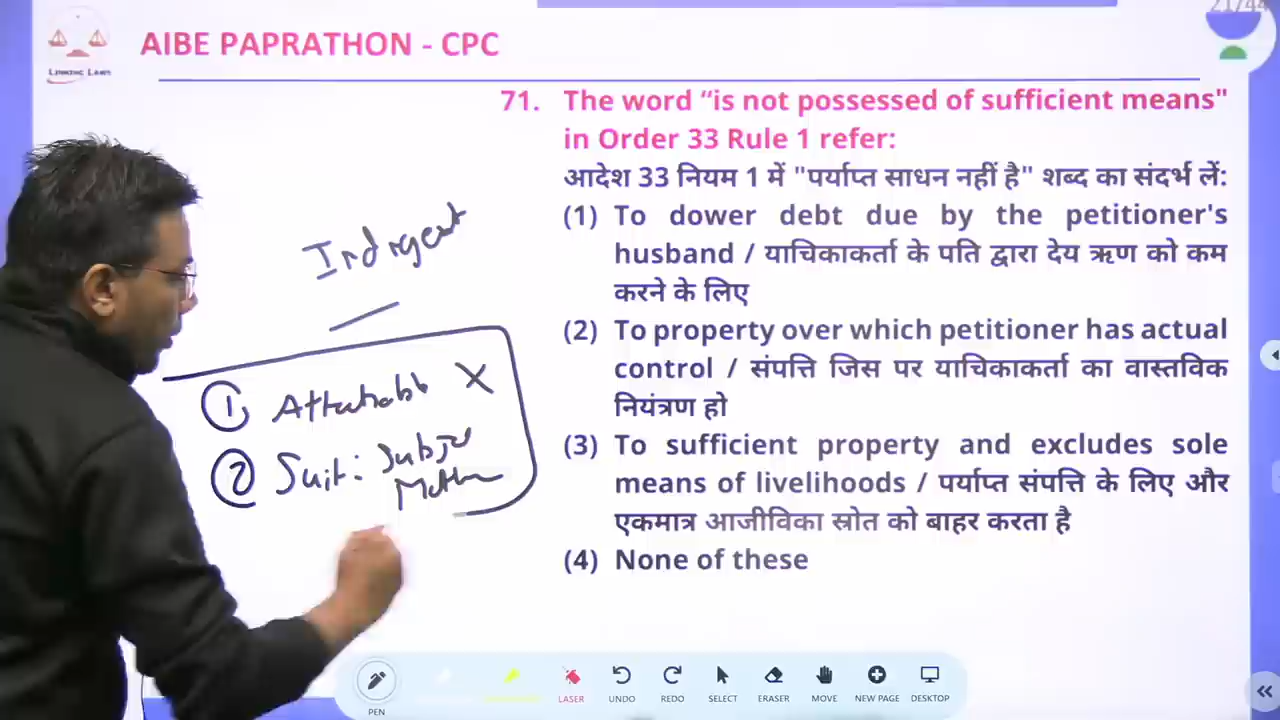 21/44
LINKING LAWS
AIBE PAPRATHON - CPC
71. The word “is not possessed of sufficient means"
in Order 33 Rule 1 refer:
आदेश 33 नियम 1 में "पर्याप्त साधन नहीं है" शब्द का संदर्भ लें:
(1) To dower debt due by the petitioner's
husband / याचिकाकर्ता के पति द्वारा देय ऋण को कम
करने के लिए
(2) To property over which petitioner has actual
control / संपत्ति जिस पर याचिकाकर्ता का वास्तविक
नियंत्रण हो
(3) To sufficient property and excludes sole
means of livelihoods / पर्याप्त संपत्ति के लिए और
एकमात्र आजीविका स्रोत को बाहर करता है
(4) None of these
Indigent
① X
② Suit:
PEN
LASER
UNDO
REDO
SELECT
ERASER
MOVE
NEW PAGE
DESKTOP